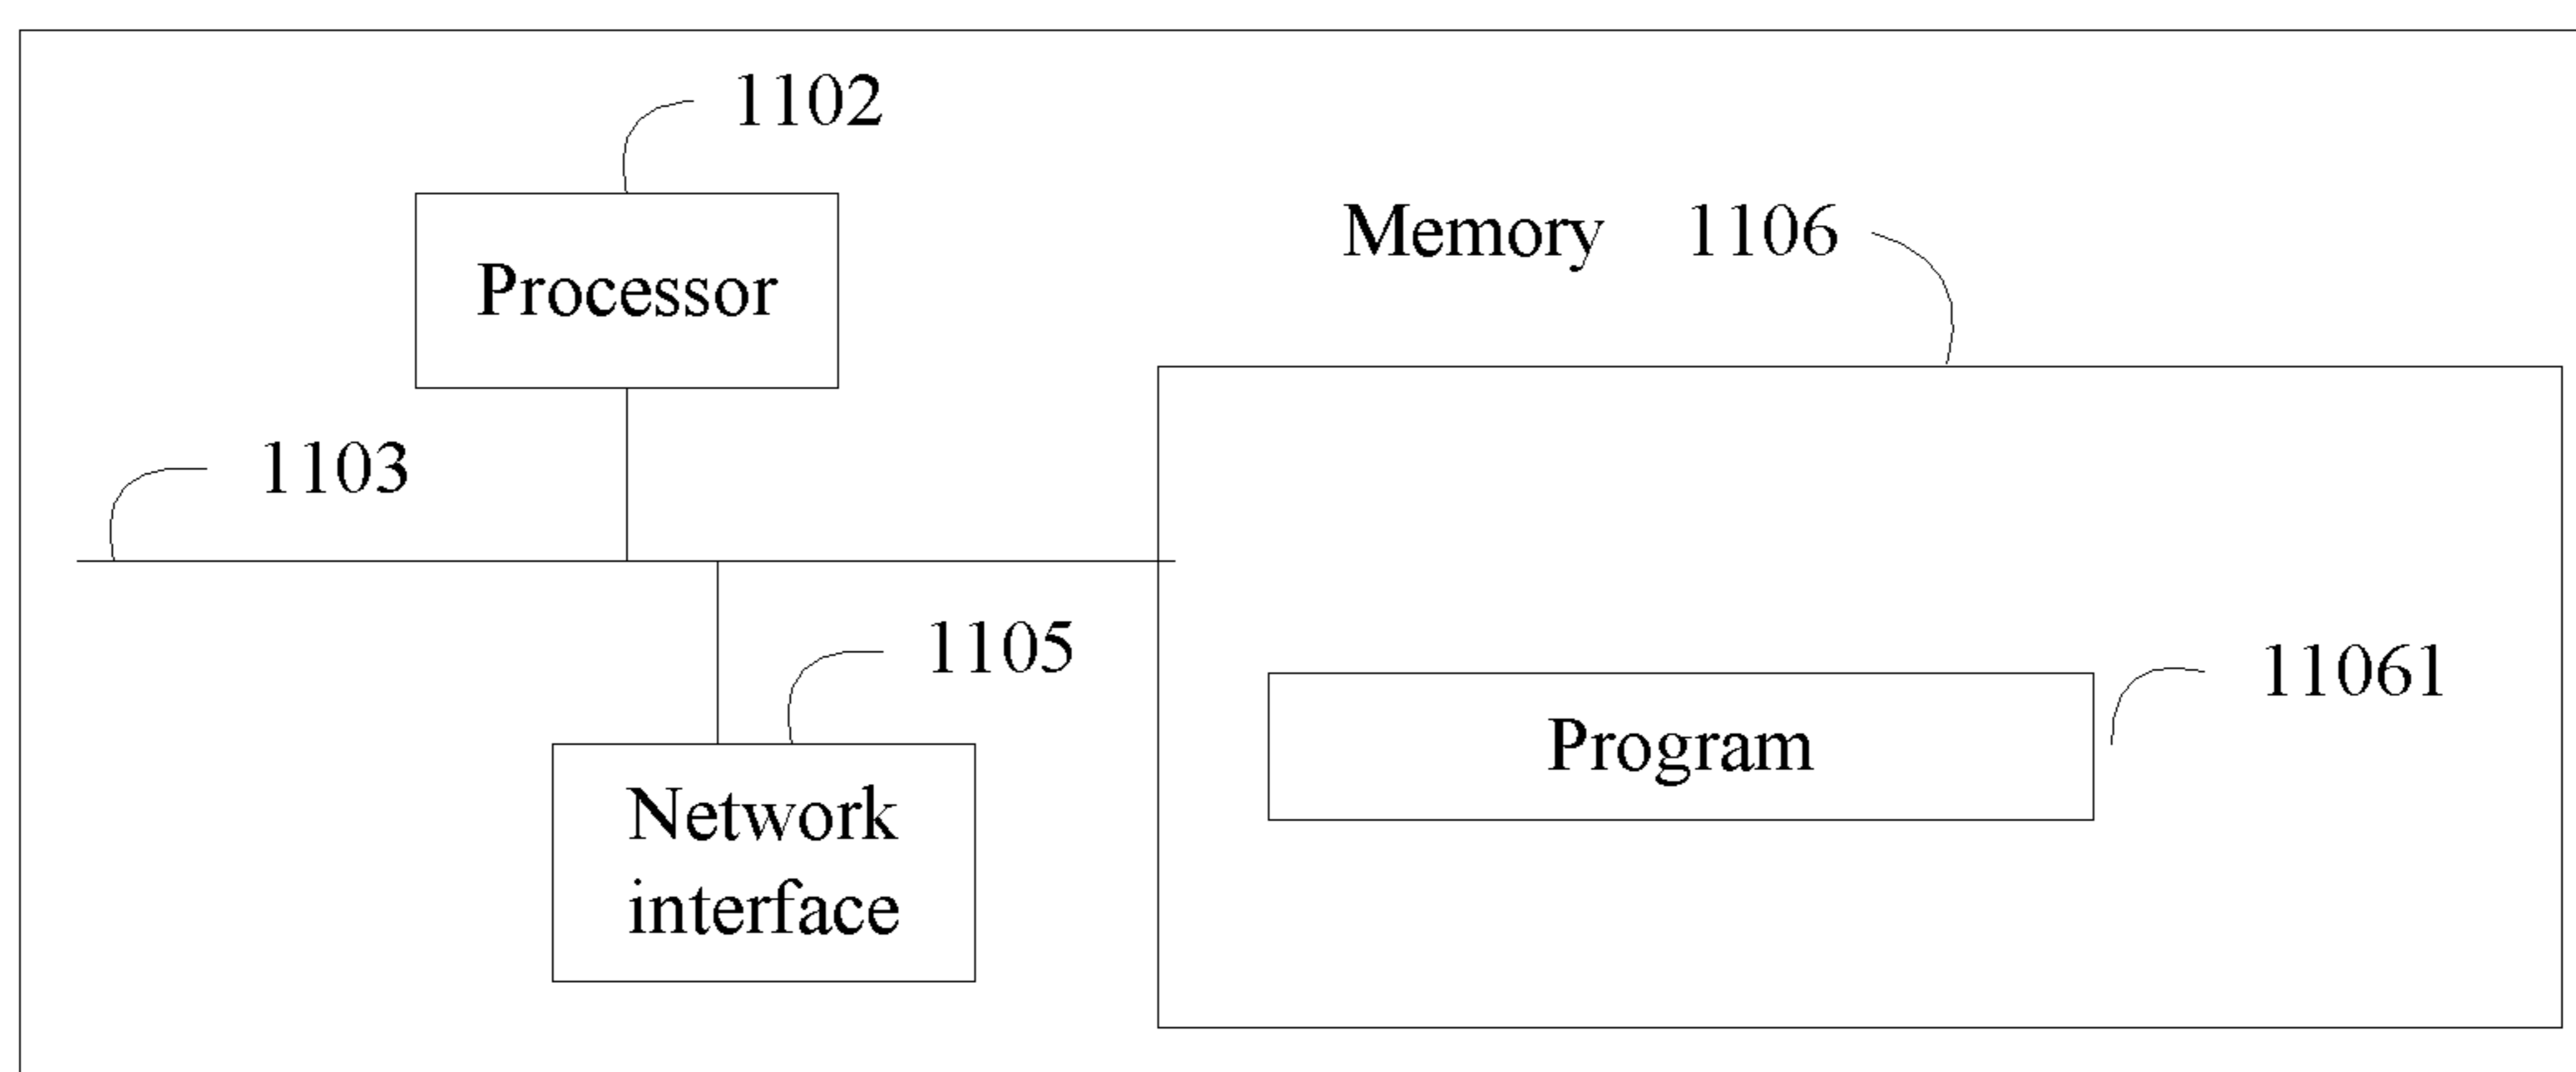 1102
Processor
Memory 1106
1103
1105
Network
interface
11061
Program